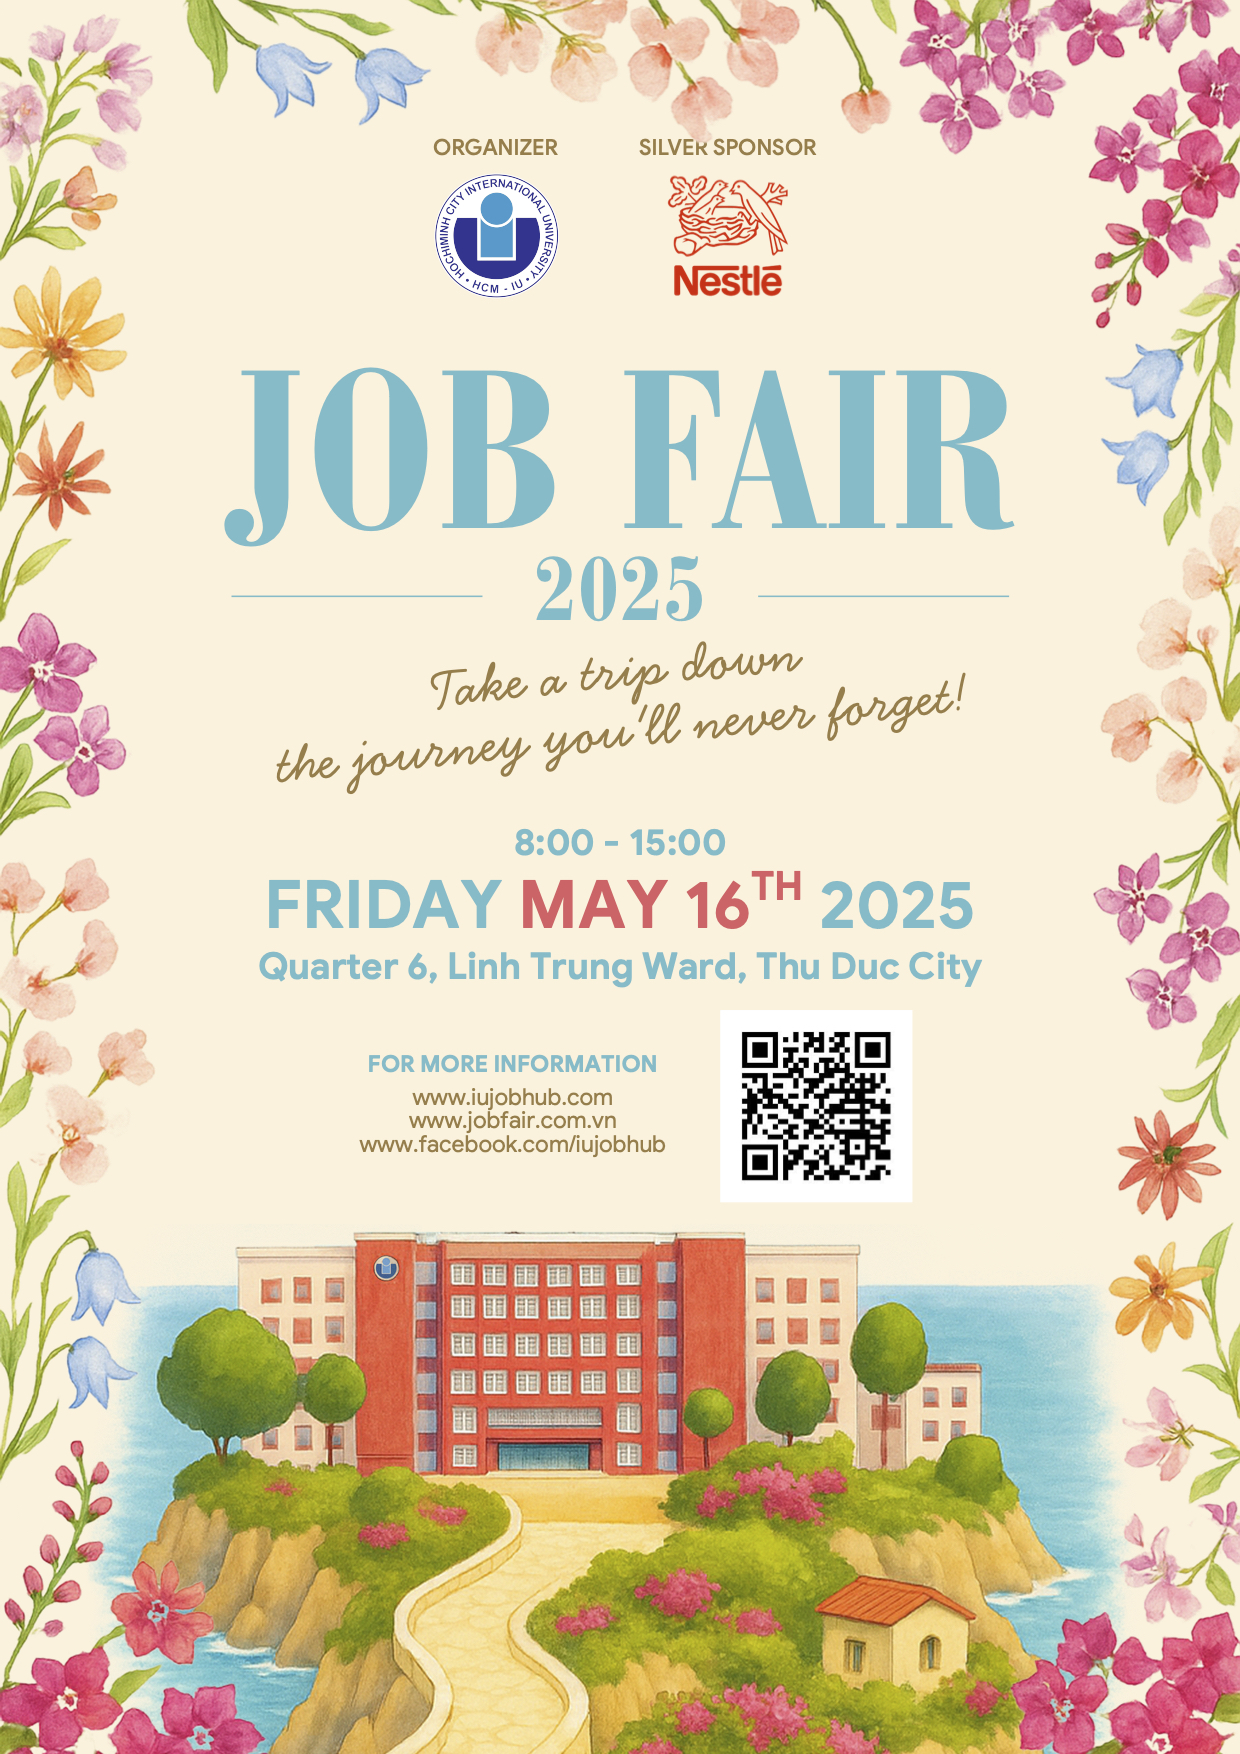 ORGANIZER
SILVER SPONSOR
HOCHIMINH CITY INTERNATIONAL UNIVERSITY • HCM - IU •
Nestlé
JOB FAIR
2025
Take a trip down
the journey you'll never forget!
8:00 - 15:00
FRIDAY MAY 16TH 2025
Quarter 6, Linh Trung Ward, Thu Duc City
FOR MORE INFORMATION
www.iujobhub.com
www.jobfair.com.vn
www.facebook.com/iujobhub